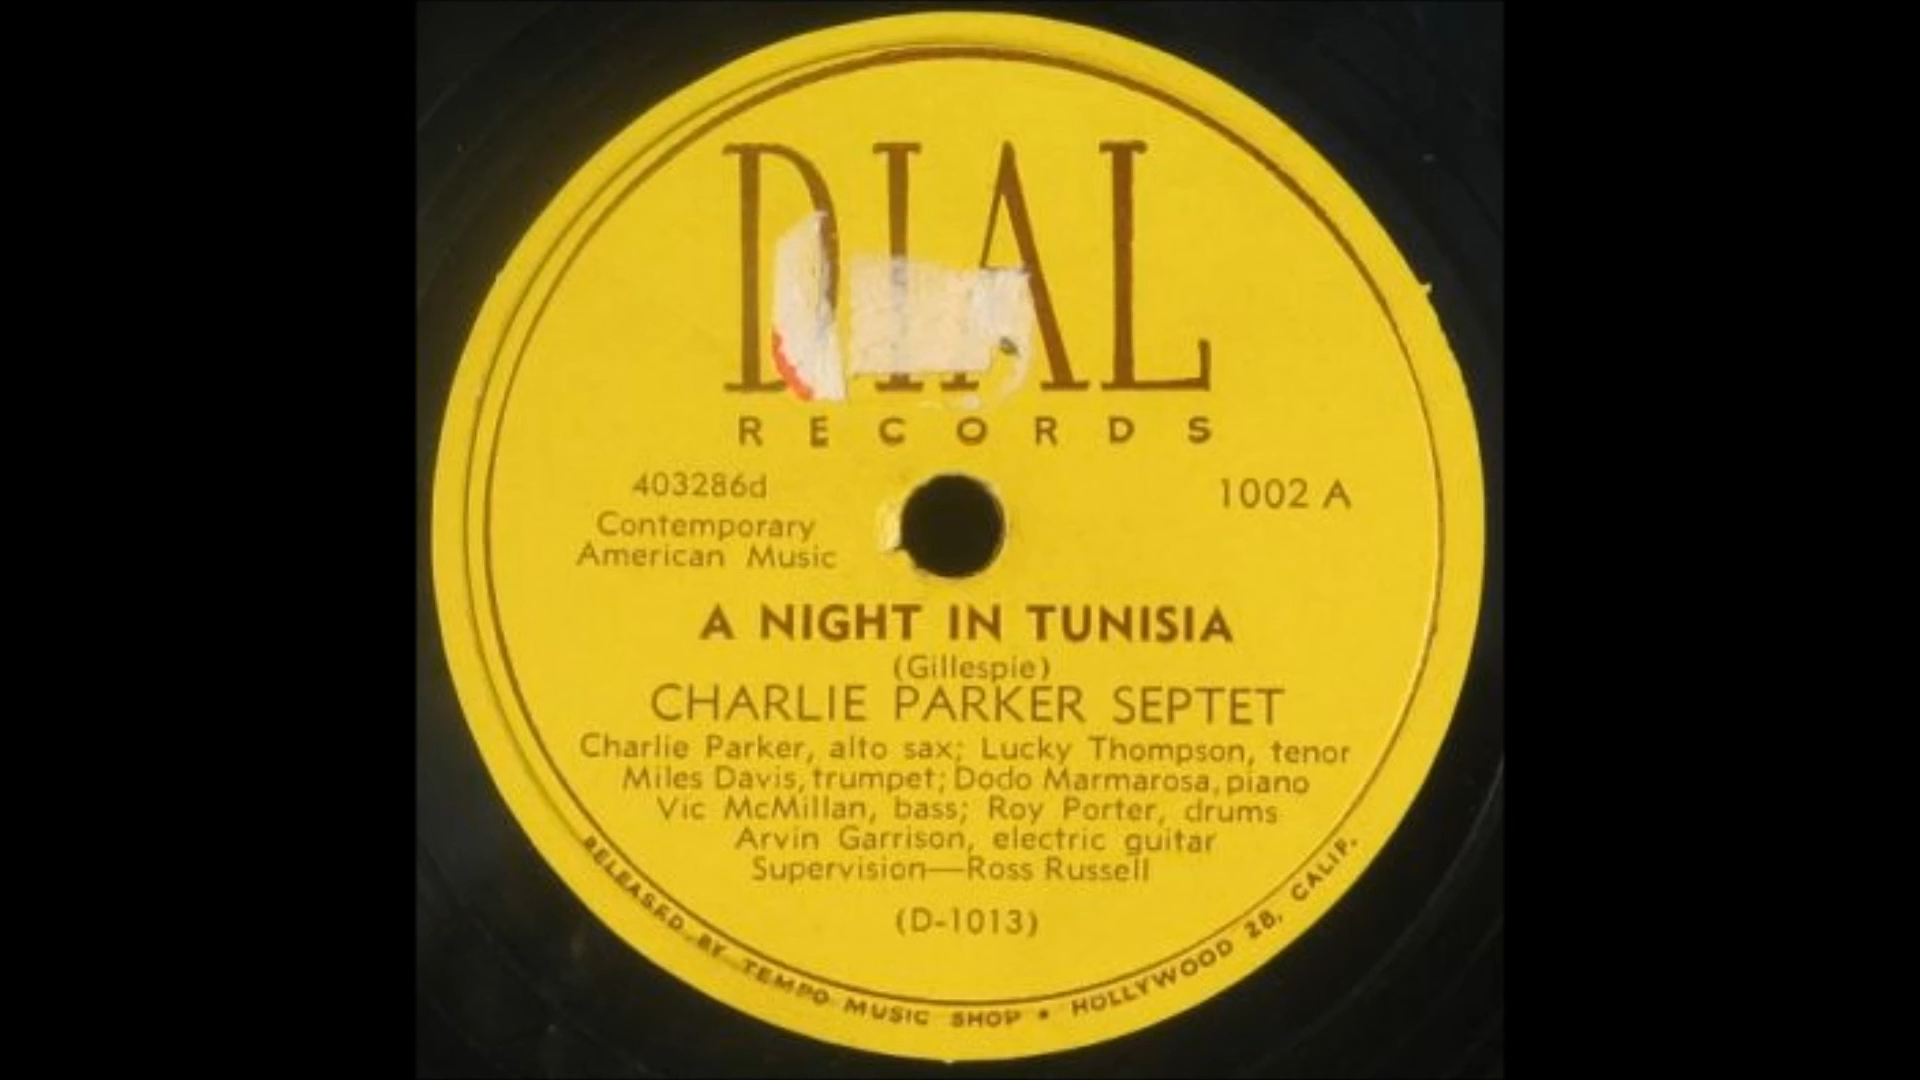 DIAL
RECORDS
403286d
1002 A
Contemporary
American Music
A NIGHT IN TUNISIA
(Gillespie)
CHARLIE PARKER SEPTET
Charlie Parker, alto sax; Lucky Thompson, tenor
Miles Davis, trumpet; Dodo Marmarosa, piano
Vic McMillan, bass; Roy Porter, drums
Arvin Garrison, electric guitar
Supervision—Ross Russell
(D-1013)
RELEASED BY TEMPO MUSIC SHOP • HOLLYWOOD 28, CALIF.